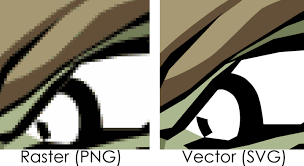 Raster (PNG)
Vector (SVG)